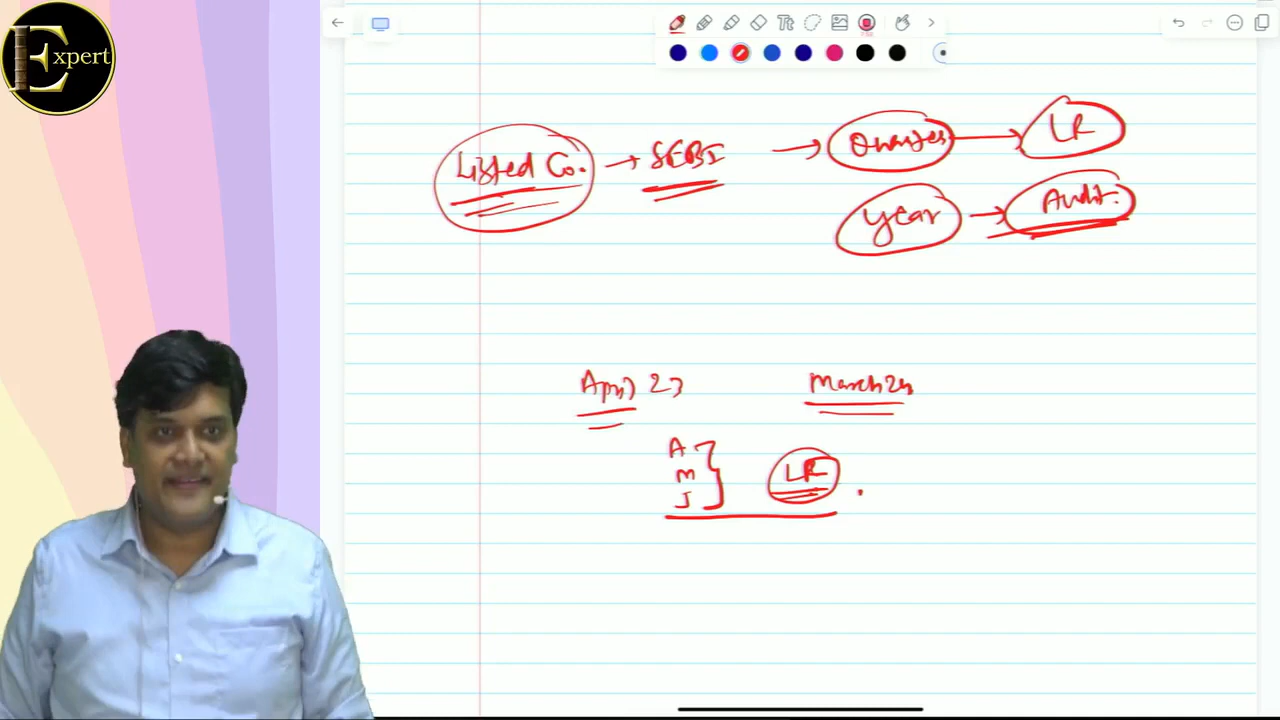 Expert
Listed Co. → SEBI → Quarter → LR
Year → Audit.
April 23 March 24
A
M LR
J